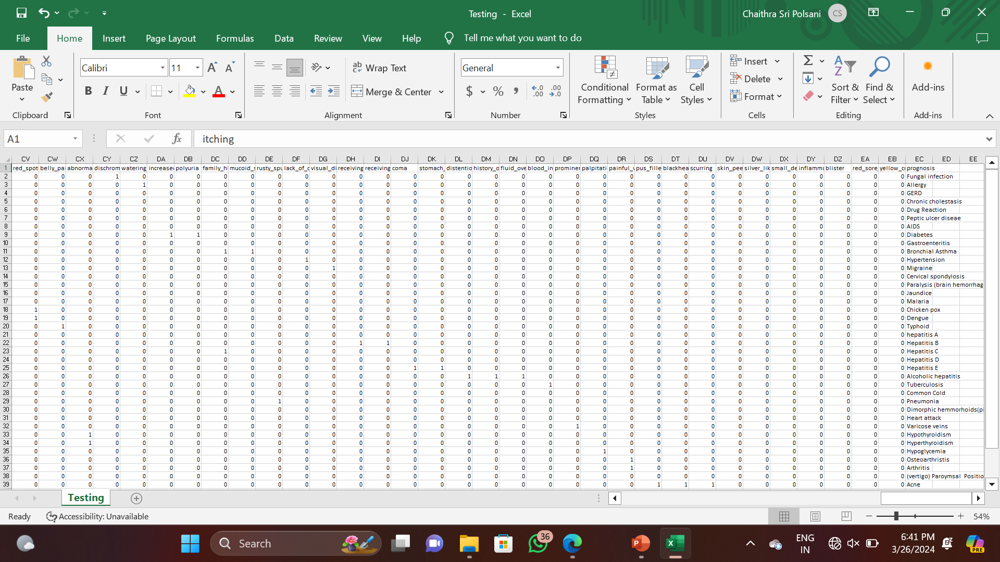 Testing - Excel
Chaithra Sri Polsani CS
File Home Insert Page Layout Formulas Data Review View Help Tell me what you want to do
Paste
Clipboard
Calibri 11
B I U
Font
Wrap Text
Merge & Center
Alignment
General
$ % ,
Number
Conditional Formatting
Format as Table
Cell Styles
Styles
Insert
Delete
Format
Cells
Sort & Filter
Find & Select
Editing
Add-ins
Add-ins
A1 fx itching
CV CW CX CY CZ DA DB DC DD DE DF DG DH DI DJ DK DL DM DN DO DP DQ DR DS DT DU DV DW DX DY DZ EA EB EC ED EE
1 red_spot belly_pai abnorma dischrom watering_ increased polyuria family_hi mucoid_s rusty_spu lack_of_c visual_di receiving receiving coma stomach_ distentio history_o fluid_ove blood_in prominen palpitati painful_w pus_fille blackhea scurring skin_pee silver_lik small_de inflamma blister red_sore_ yellow_cr prognosis
2 0 0 0 1 0 0 0 0 0 0 0 0 0 0 0 0 0 0 0 0 0 0 0 0 0 0 0 0 0 0 0 0 0 Fungal infection
3 0 0 0 0 1 0 0 0 0 0 0 0 0 0 0 0 0 0 0 0 0 0 0 0 0 0 0 0 0 0 0 0 0 Allergy
4 0 0 0 0 0 0 0 0 0 0 0 0 0 0 0 0 0 0 0 0 0 0 0 0 0 0 0 0 0 0 0 0 0 GERD
5 0 0 0 0 0 0 0 0 0 0 0 0 0 0 0 0 0 0 0 0 0 0 0 0 0 0 0 0 0 0 0 0 0 Chronic cholestasis
6 0 0 0 0 0 0 0 0 0 0 0 0 0 0 0 0 0 0 0 0 0 0 0 0 0 0 0 0 0 0 0 0 0 Drug Reaction
7 0 0 0 0 0 0 0 0 0 0 0 0 0 0 0 0 0 0 0 0 0 0 0 0 0 0 0 0 0 0 0 0 0 Peptic ulcer diseae
8 0 0 0 0 0 0 0 0 0 0 0 0 0 0 0 0 0 0 0 0 0 0 0 0 0 0 0 0 0 0 0 0 0 AIDS
9 0 0 0 0 0 1 1 0 0 0 0 0 0 0 0 0 0 0 0 0 0 0 0 0 0 0 0 0 0 0 0 0 0 Diabetes
10 0 0 0 0 0 0 0 0 0 0 0 0 0 0 0 0 0 0 0 0 0 0 0 0 0 0 0 0 0 0 0 0 0 Gastroenteritis
11 0 0 0 0 0 0 0 1 1 0 0 0 0 0 0 0 0 0 0 0 0 0 0 0 0 0 0 0 0 0 0 0 0 Bronchial Asthma
12 0 0 0 0 0 0 0 0 0 0 1 0 0 0 0 0 0 0 0 0 0 0 0 0 0 0 0 0 0 0 0 0 0 Hypertension
13 0 0 0 0 0 0 0 0 0 0 0 1 0 0 0 0 0 0 0 0 0 0 0 0 0 0 0 0 0 0 0 0 0 Migraine
14 0 0 0 0 0 0 0 0 0 0 0 0 0 0 0 0 0 0 0 0 0 0 0 0 0 0 0 0 0 0 0 0 0 Cervical spondylosis
15 0 0 0 0 0 0 0 0 0 0 0 0 0 0 0 0 0 0 0 0 0 0 0 0 0 0 0 0 0 0 0 0 0 Paralysis (brain hemorrhag
16 0 0 0 0 0 0 0 0 0 0 0 0 0 0 0 0 0 0 0 0 0 0 0 0 0 0 0 0 0 0 0 0 0 Jaundice
17 0 0 0 0 0 0 0 0 0 0 0 0 0 0 0 0 0 0 0 0 0 0 0 0 0 0 0 0 0 0 0 0 0 Malaria
18 1 0 0 0 0 0 0 0 0 0 0 0 0 0 0 0 0 0 0 0 0 0 0 0 0 0 0 0 0 0 0 0 0 Chicken pox
19 1 0 0 0 0 0 0 0 0 0 0 0 0 0 0 0 0 0 0 0 0 0 0 0 0 0 0 0 0 0 0 0 0 Dengue
20 0 1 0 0 0 0 0 0 0 0 0 0 0 0 0 0 0 0 0 0 0 0 0 0 0 0 0 0 0 0 0 0 0 Typhoid
21 0 0 0 0 0 0 0 0 0 0 0 0 0 0 0 0 0 0 0 0 0 0 0 0 0 0 0 0 0 0 0 0 0 hepatitis A
22 0 0 0 0 0 0 0 0 0 0 0 0 1 1 0 0 0 0 0 0 0 0 0 0 0 0 0 0 0 0 0 0 0 Hepatitis B
23 0 0 0 0 0 0 0 1 0 0 0 0 0 0 0 0 0 0 0 0 0 0 0 0 0 0 0 0 0 0 0 0 0 Hepatitis C
24 0 0 0 0 0 0 0 0 0 0 0 0 0 0 0 0 0 0 0 0 0 0 0 0 0 0 0 0 0 0 0 0 0 Hepatitis D
25 0 0 0 0 0 0 0 0 0 0 0 0 0 0 1 1 0 0 0 0 0 0 0 0 0 0 0 0 0 0 0 0 0 Hepatitis E
26 0 0 0 0 0 0 0 0 0 0 0 0 0 0 0 0 1 1 1 0 0 0 0 0 0 0 0 0 0 0 0 0 0 Alcoholic hepatitis
27 0 0 0 0 0 0 0 0 0 0 0 0 0 0 0 0 0 0 0 1 0 0 0 0 0 0 0 0 0 0 0 0 0 Tuberculosis
28 0 0 0 0 0 0 0 0 0 0 0 0 0 0 0 0 0 0 0 0 0 0 0 0 0 0 0 0 0 0 0 0 0 Common Cold
29 0 0 0 0 0 0 0 0 0 1 0 0 0 0 0 0 0 0 0 0 0 0 0 0 0 0 0 0 0 0 0 0 0 Pneumonia
30 0 0 0 0 0 0 0 0 0 0 0 0 0 0 0 0 0 0 0 0 0 0 0 0 0 0 0 0 0 0 0 0 0 Dimorphic hemmorhoids(pi
31 0 0 0 0 0 0 0 0 0 0 0 0 0 0 0 0 0 0 0 0 0 0 0 0 0 0 0 0 0 0 0 0 0 Heart attack
32 0 0 0 0 0 0 0 0 0 0 0 0 0 0 0 0 0 0 0 0 1 0 0 0 0 0 0 0 0 0 0 0 0 Varicose veins
33 0 0 1 0 0 0 0 0 0 0 0 0 0 0 0 0 0 0 0 0 0 0 0 0 0 0 0 0 0 0 0 0 0 Hypothyroidism
34 0 0 1 0 0 0 0 0 0 0 0 0 0 0 0 0 0 0 0 0 0 0 0 0 0 0 0 0 0 0 0 0 0 Hyperthyroidism
35 0 0 0 0 0 0 0 0 0 0 0 0 0 0 0 0 0 0 0 0 0 1 0 0 0 0 0 0 0 0 0 0 0 Hypoglycemia
36 0 0 0 0 0 0 0 0 0 0 0 0 0 0 0 0 0 0 0 0 0 0 1 0 0 0 0 0 0 0 0 0 0 Osteoarthristis
37 0 0 0 0 0 0 0 0 0 0 0 0 0 0 0 0 0 0 0 0 0 0 1 0 0 0 0 0 0 0 0 0 0 Arthritis
38 0 0 0 0 0 0 0 0 0 0 0 0 0 0 0 0 0 0 0 0 0 0 0 0 0 0 0 0 0 0 0 0 0 (vertigo) Paroymsal Positio
39 0 0 0 0 0 0 0 0 0 0 0 0 0 0 0 0 0 0 0 0 0 0 0 1 1 1 0 0 0 0 0 0 0 Acne
Testing
Ready Accessibility: Unavailable 54%
Search 36 ENG IN 6:41 PM 3/26/2024 PRE